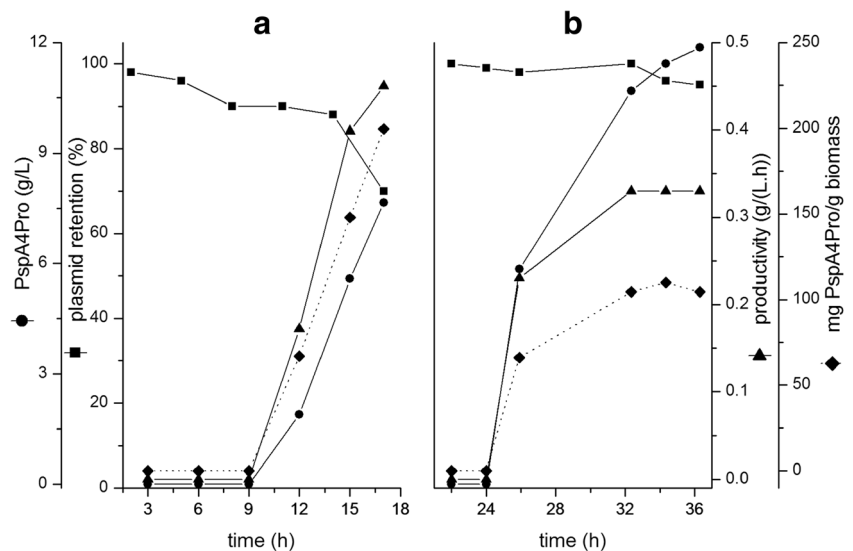 a
b
12
9
6
3
0
PspA4Pro (g/L)
100
80
60
40
20
0
plasmid retention (%)
3 6 9 12 15 18
time (h)
24 28 32 36
time (h)
0.5
0.4
0.3
0.2
0.1
0.0
productivity (g/(L.h))
250
200
150
100
50
0
mg PspA4Pro/g biomass